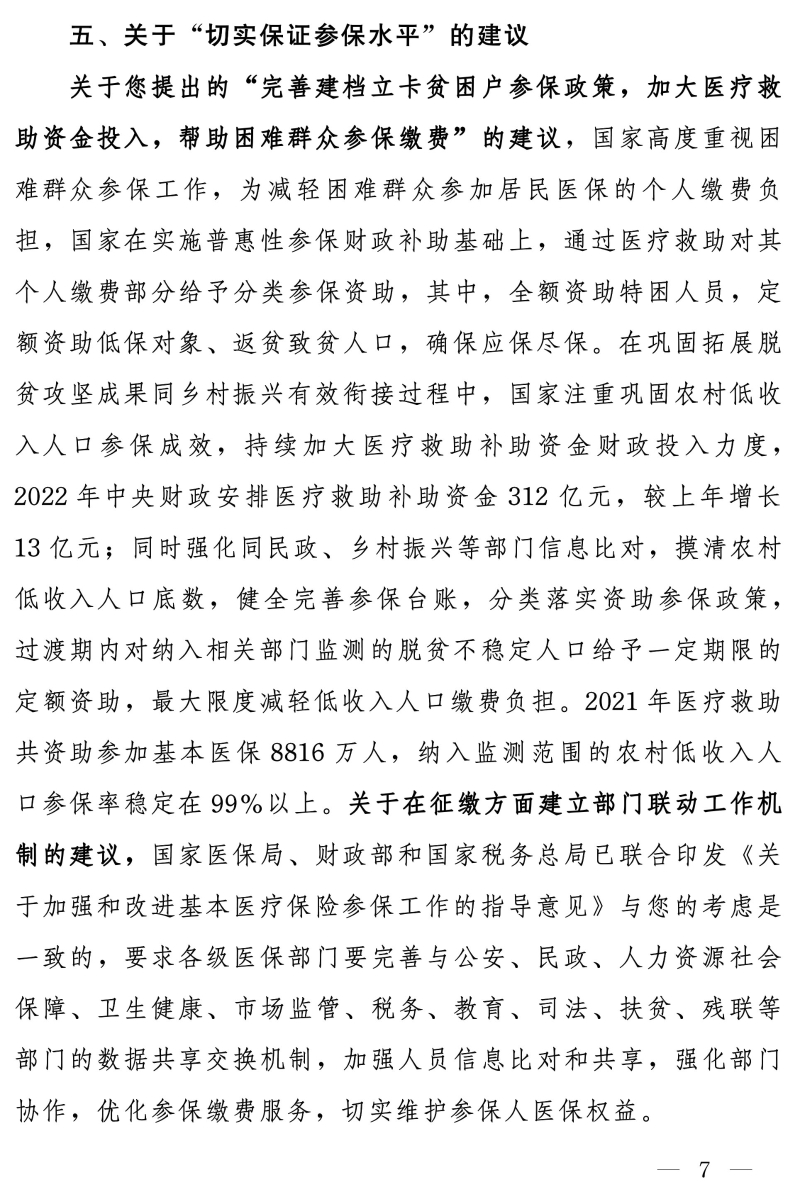 五、关于“切实保证参保水平”的建议
关于您提出的“完善建档立卡贫困户参保政策，加大医疗救
助资金投入，帮助困难群众参保缴费”的建议，国家高度重视困
难群众参保工作，为减轻困难群众参加居民医保的个人缴费负
担，国家在实施普惠性参保财政补助基础上，通过医疗救助对其
个人缴费部分给予分类参保资助，其中，全额资助特困人员，定
额资助低保对象、返贫致贫人口，确保应保尽保。在巩固拓展脱
贫攻坚成果同乡村振兴有效衔接过程中，国家注重巩固农村低收
入人口参保成效，持续加大医疗救助补助资金财政投入力度，
2022 年中央财政安排医疗救助补助资金 312 亿元，较上年增长
13 亿元；同时强化同民政、乡村振兴等部门信息比对，摸清农村
低收入人口底数，健全完善参保台账，分类落实资助参保政策，
过渡期内对纳入相关部门监测的脱贫不稳定人口给予一定期限的
定额资助，最大限度减轻低收入人口缴费负担。2021 年医疗救助
共资助参加基本医保 8816 万人，纳入监测范围的农村低收入人
口参保率稳定在 99%以上。关于在征缴方面建立部门联动工作机
制的建议，国家医保局、财政部和国家税务总局已联合印发《关
于加强和改进基本医疗保险参保工作的指导意见》与您的考虑是
一致的，要求各级医保部门要完善与公安、民政、人力资源社会
保障、卫生健康、市场监管、税务、教育、司法、扶贫、残联等
部门的数据共享交换机制，加强人员信息比对和共享，强化部门
协作，优化参保缴费服务，切实维护参保人医保权益。
— 7 —